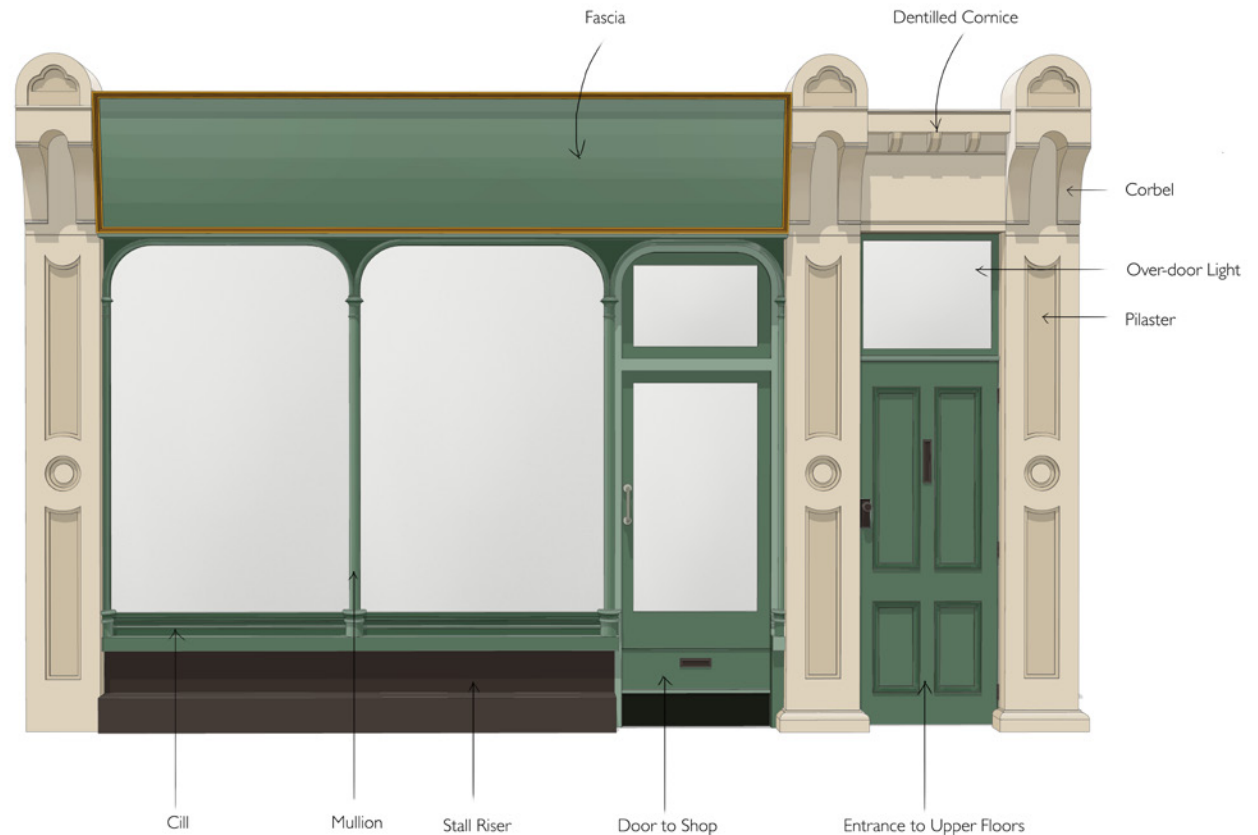 Fascia
Dentilled Cornice
Corbel
Over-door Light
Pilaster
Cill
Mullion
Stall Riser
Door to Shop
Entrance to Upper Floors